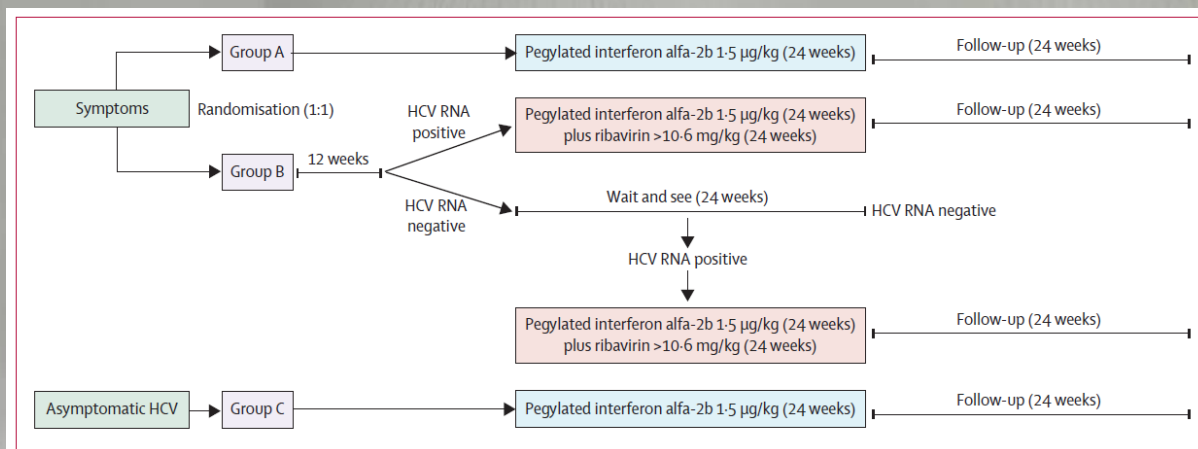 Group A
Pegylated interferon alfa-2b 1·5 μg/kg (24 weeks)
Follow-up (24 weeks)
Symptoms
Randomisation (1:1)
HCV RNA
positive
Pegylated interferon alfa-2b 1·5 μg/kg (24 weeks)
plus ribavirin >10·6 mg/kg (24 weeks)
Follow-up (24 weeks)
Group B
12 weeks
HCV RNA
negative
Wait and see (24 weeks)
HCV RNA negative
HCV RNA positive
Pegylated interferon alfa-2b 1·5 μg/kg (24 weeks)
plus ribavirin >10·6 mg/kg (24 weeks)
Follow-up (24 weeks)
Asymptomatic HCV
Group C
Pegylated interferon alfa-2b 1·5 μg/kg (24 weeks)
Follow-up (24 weeks)